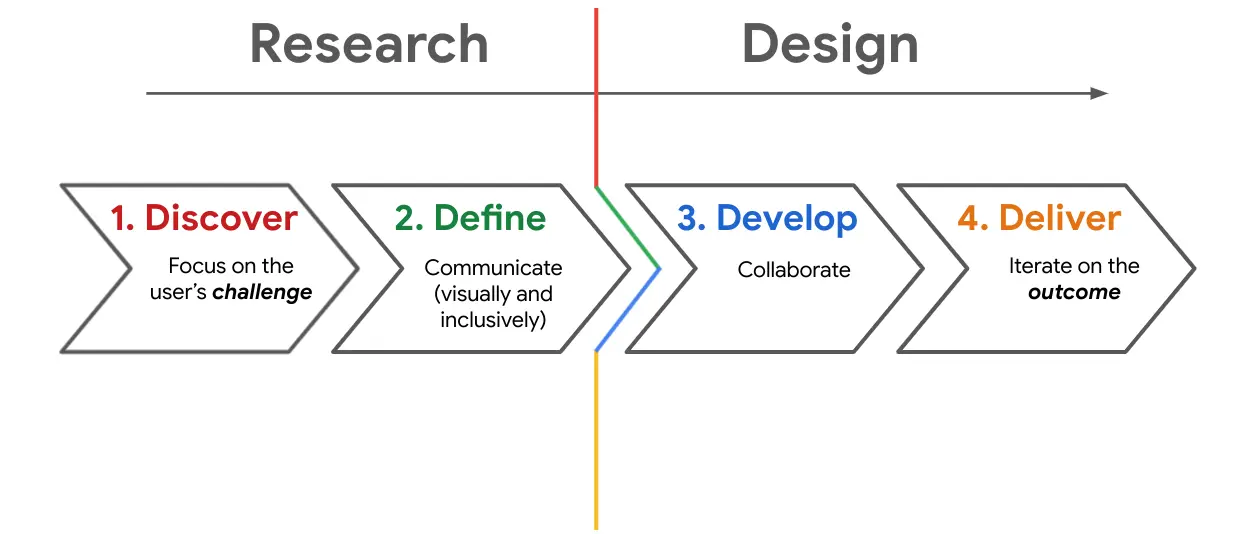 Research
Design
1. Discover
Focus on the
user's challenge
2. Define
Communicate
(visually and
inclusively)
3. Develop
Collaborate
4. Deliver
Iterate on the
outcome